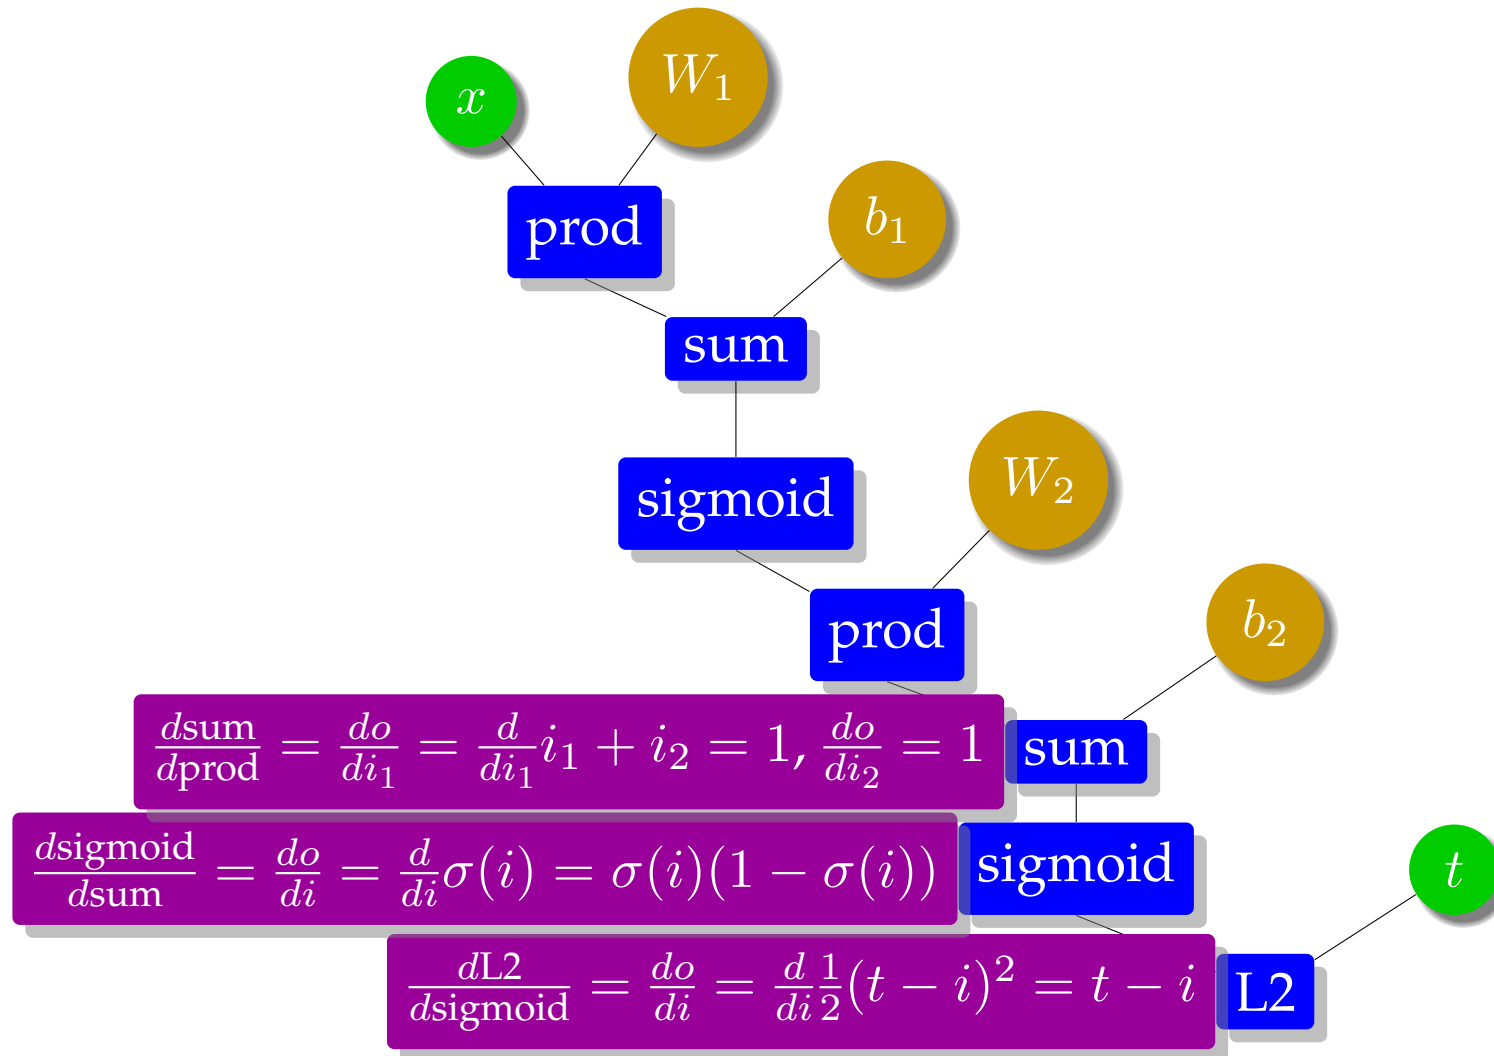 x
W₁
prod
b₁
sum
sigmoid
W₂
prod
b₂
dsum/dprod = do/di₁ = d/di₁ i₁ + i₂ = 1, do/di₂ = 1
sum
dsigmoid/dsum = do/di = d/di σ(i) = σ(i)(1 − σ(i))
sigmoid
t
dL2/dsigmoid = do/di = d/di 1/2 (t − i)² = t − i
L2